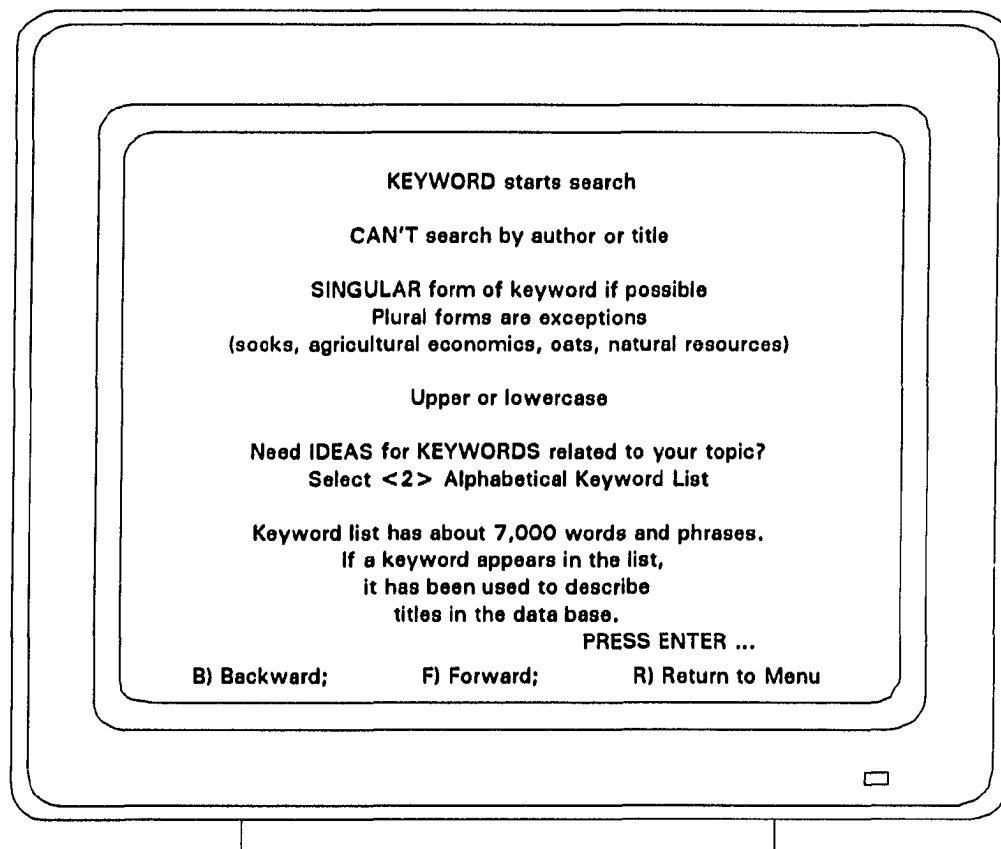 KEYWORD starts search
CAN'T search by author or title
SINGULAR form of keyword if possible
Plural forms are exceptions
(socks, agricultural economics, oats, natural resources)
Upper or lowercase
Need IDEAS for KEYWORDS related to your topic?
Select <2> Alphabetical Keyword List
Keyword list has about 7,000 words and phrases.
If a keyword appears in the list,
it has been used to describe
titles in the data base.
PRESS ENTER ...
B) Backward; F) Forward; R) Return to Menu